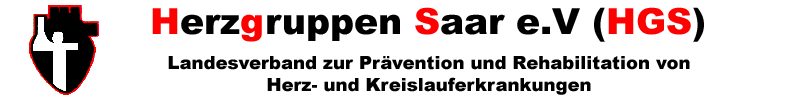 Herzgruppen Saar e.V (HGS)
Landesverband zur Prävention und Rehabilitation von
Herz- und Kreislauferkrankungen